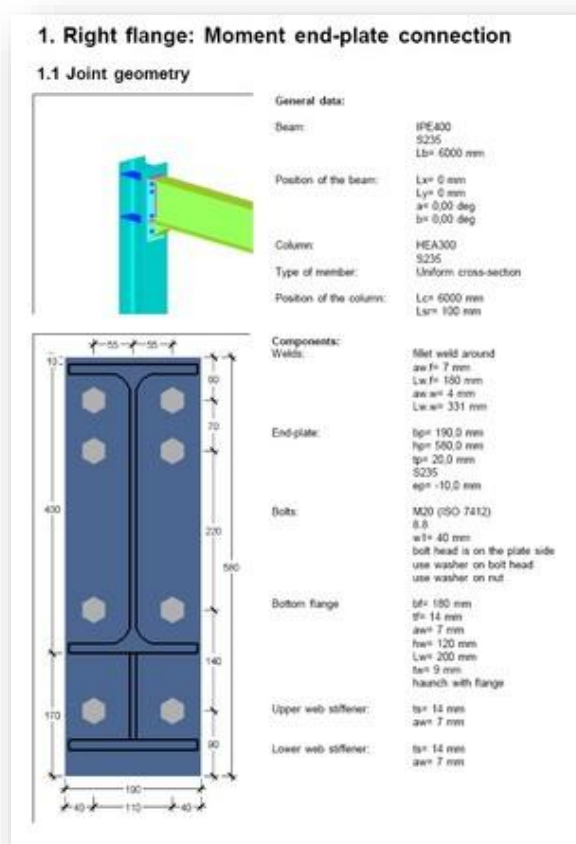 1. Right flange: Moment end-plate connection
1.1 Joint geometry
General data:
Beam: IPE400
S235
Lb= 6000 mm
Position of the beam: Lx= 0 mm
Ly= 0 mm
a= 0,00 deg
b= 0,00 deg
Column: HEA300
S235
Type of member: Uniform cross-section
Position of the column: Lc= 6000 mm
Lsr= 100 mm
Components:
Welds: fillet weld around
aw.f= 7 mm
Lw.f= 180 mm
aw.w= 4 mm
Lw.w= 331 mm
End-plate: bp= 190,0 mm
hp= 580,0 mm
tp= 20,0 mm
S235
ep= -10,0 mm
Bolts: M20 (ISO 7412)
8.8
w1= 40 mm
bolt head is on the plate side
use washer on bolt head
use washer on nut
Bottom flange bf= 180 mm
tf= 14 mm
aw= 7 mm
hw= 120 mm
Lw= 200 mm
tw= 9 mm
haunch with flange
Upper web stiffener: ts= 14 mm
aw= 7 mm
Lower web stiffener: ts= 14 mm
aw= 7 mm
55 55
10
60
70
400
220
580
140
170
90
190
40 110 40